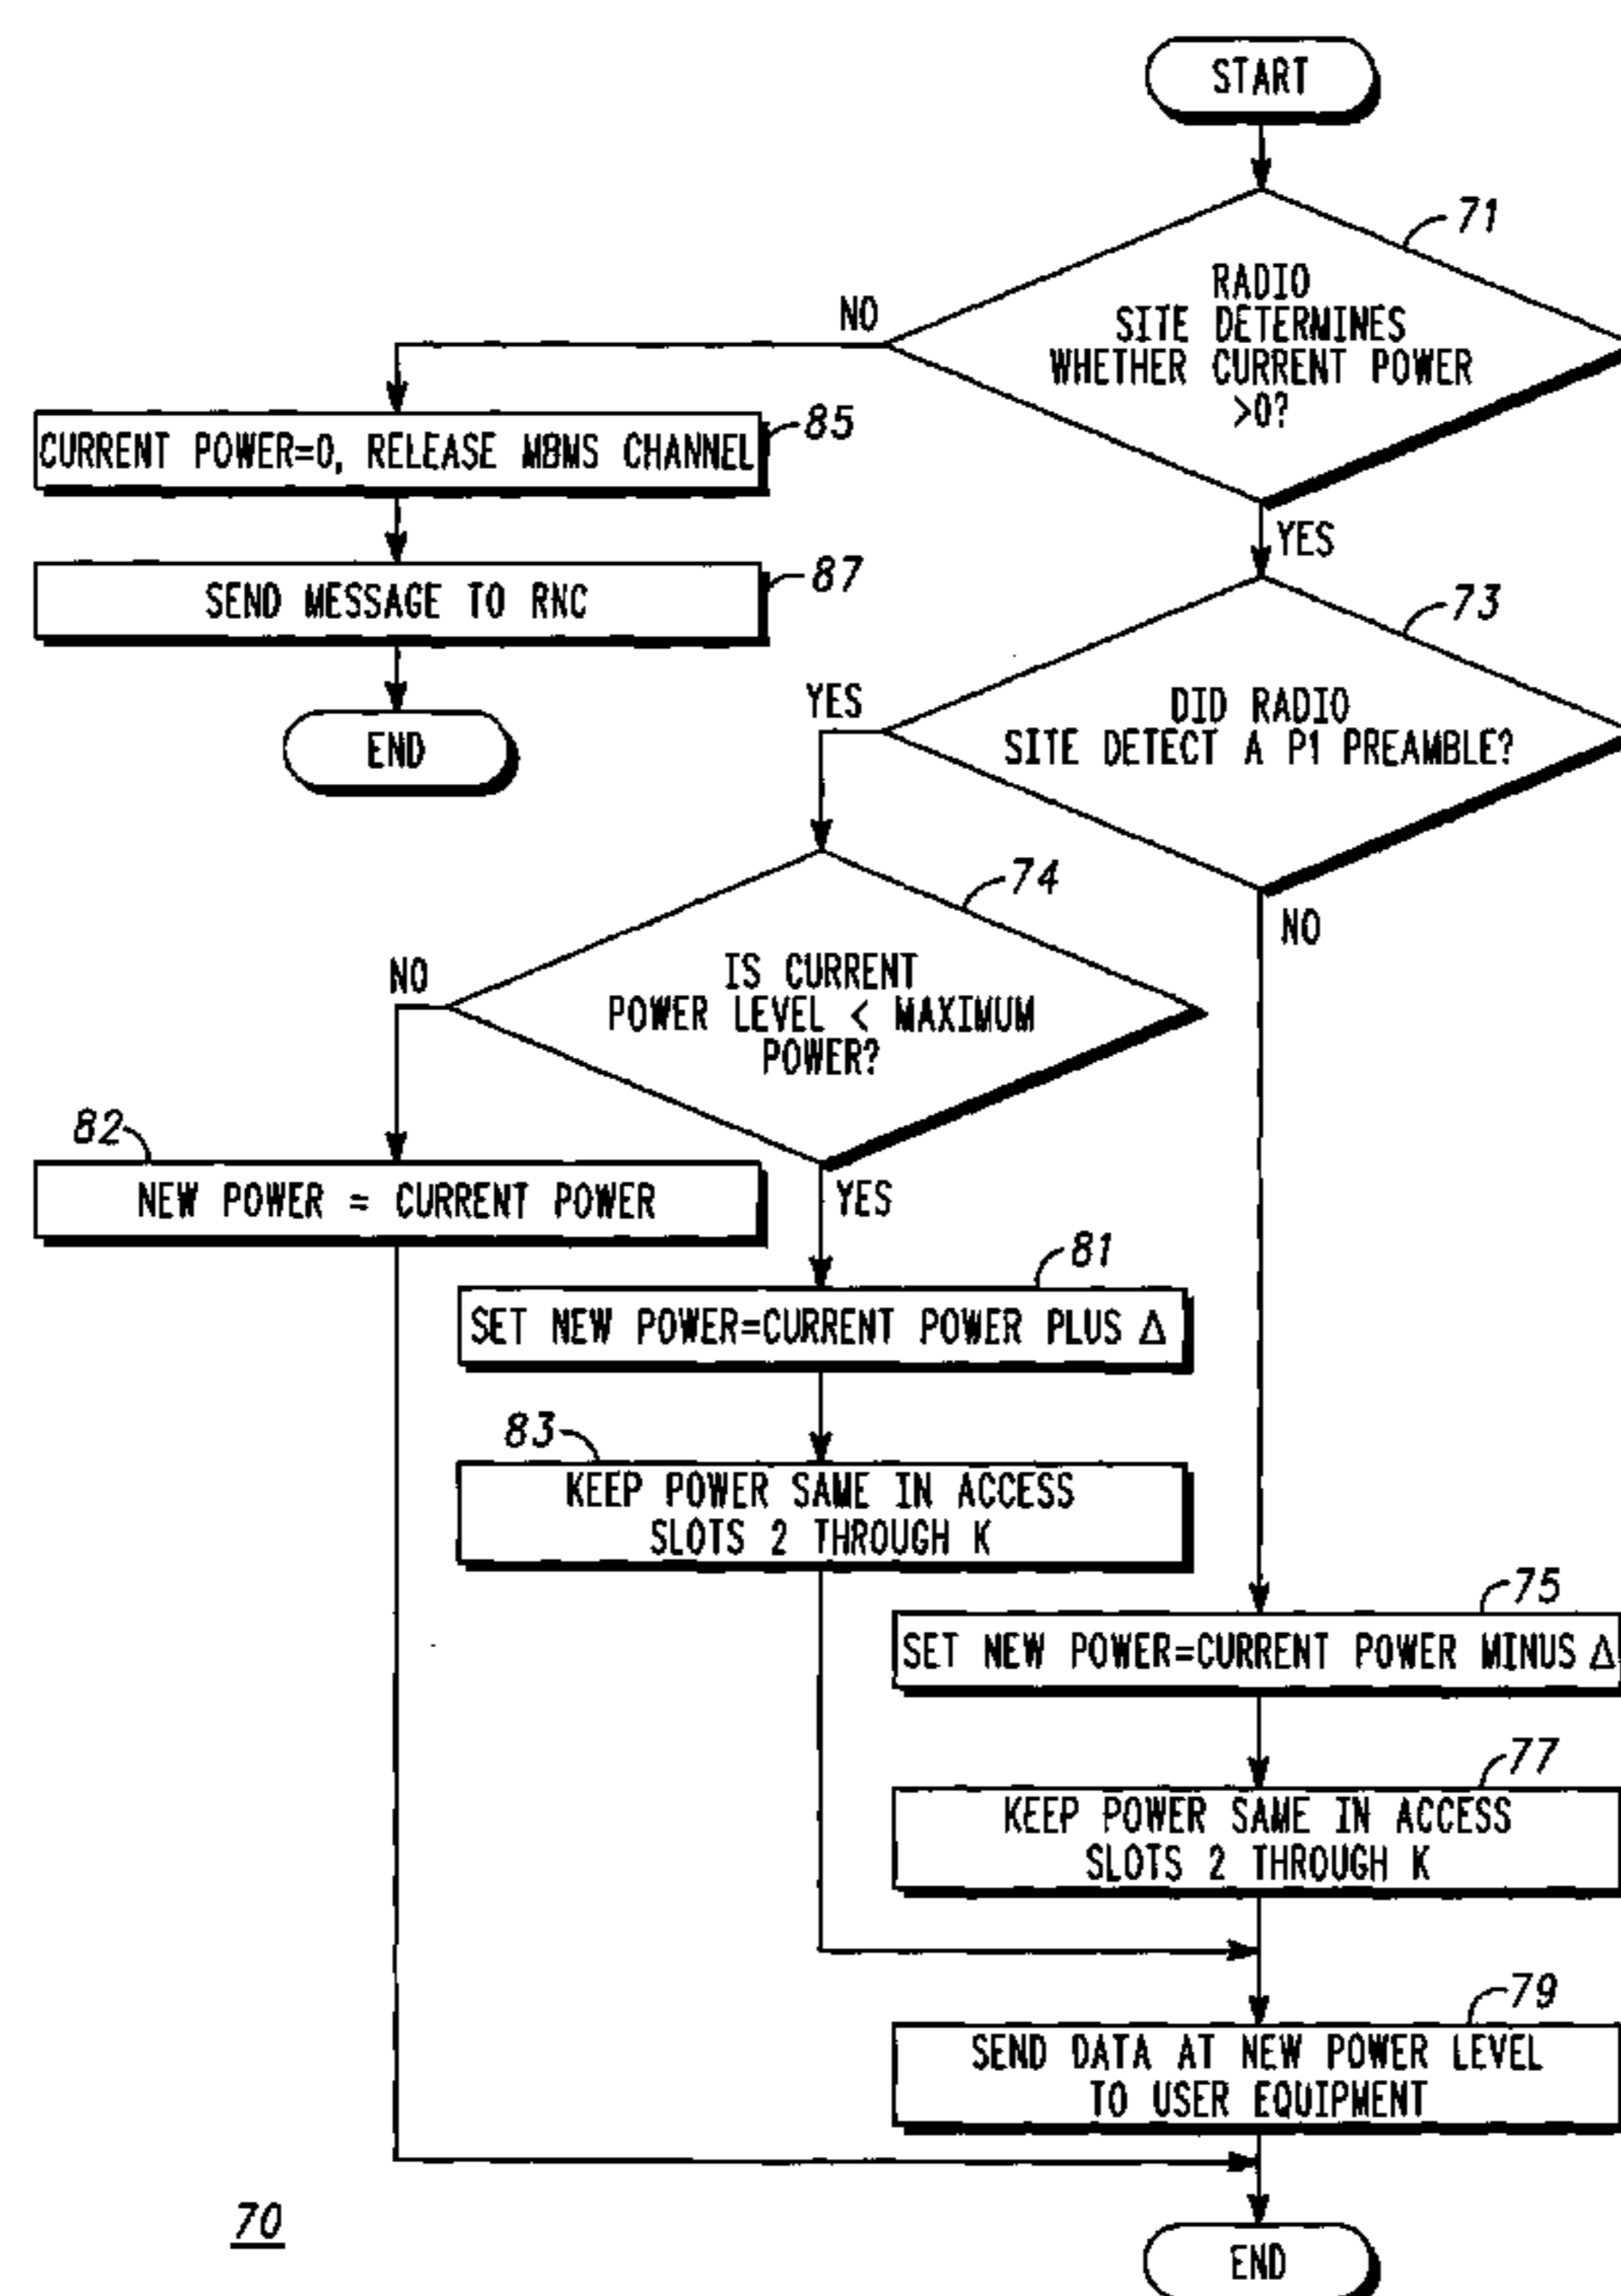 START
71
RADIO
SITE DETERMINES
WHETHER CURRENT POWER
>0?
NO
YES
CURRENT POWER=0, RELEASE MBMS CHANNEL
85
SEND MESSAGE TO RNC
87
END
73
DID RADIO
SITE DETECT A P1 PREAMBLE?
YES
NO
74
IS CURRENT
POWER LEVEL < MAXIMUM
POWER?
NO
YES
82
NEW POWER = CURRENT POWER
81
SET NEW POWER=CURRENT POWER PLUS Δ
83
KEEP POWER SAME IN ACCESS
SLOTS 2 THROUGH K
75
SET NEW POWER=CURRENT POWER MINUS Δ
77
KEEP POWER SAME IN ACCESS
SLOTS 2 THROUGH K
79
SEND DATA AT NEW POWER LEVEL
TO USER EQUIPMENT
70
END